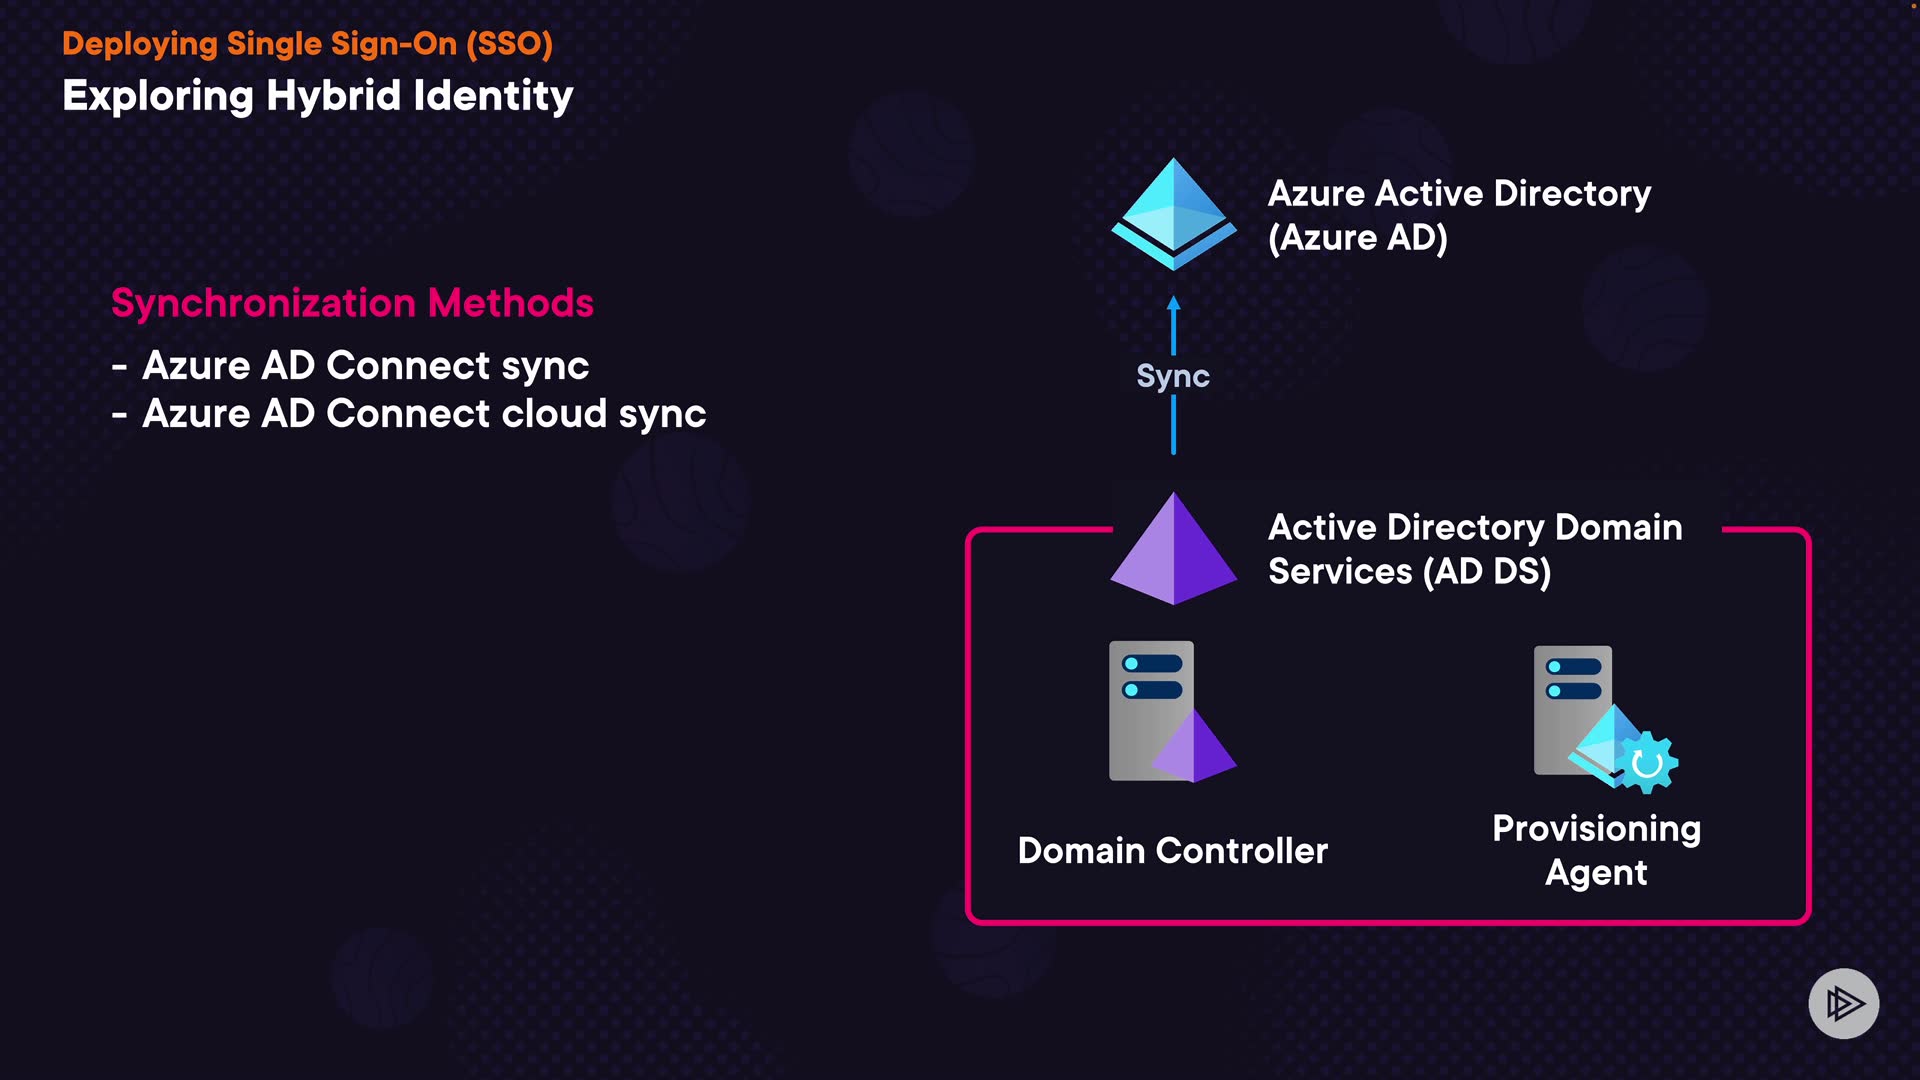 Deploying Single Sign-On (SSO)
Exploring Hybrid Identity
Synchronization Methods
- Azure AD Connect sync
- Azure AD Connect cloud sync
Azure Active Directory
(Azure AD)
Sync
Active Directory Domain
Services (AD DS)
Domain Controller
Provisioning
Agent